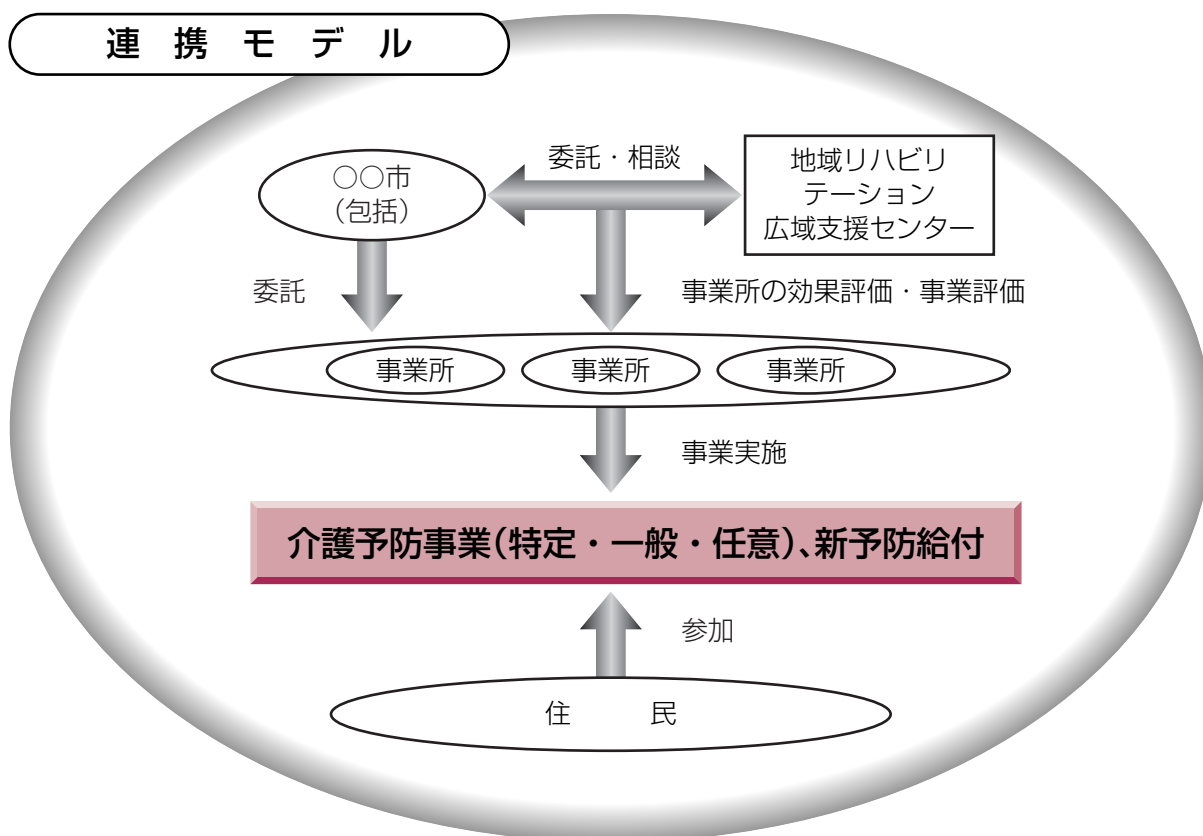 連携モデル
委託・相談
○○市
(包括)
地域リハビリ
テーション
広域支援センター
委託
事業所の効果評価・事業評価
事業所 事業所 事業所
事業実施
介護予防事業(特定・一般・任意)、新予防給付
参加
住 民